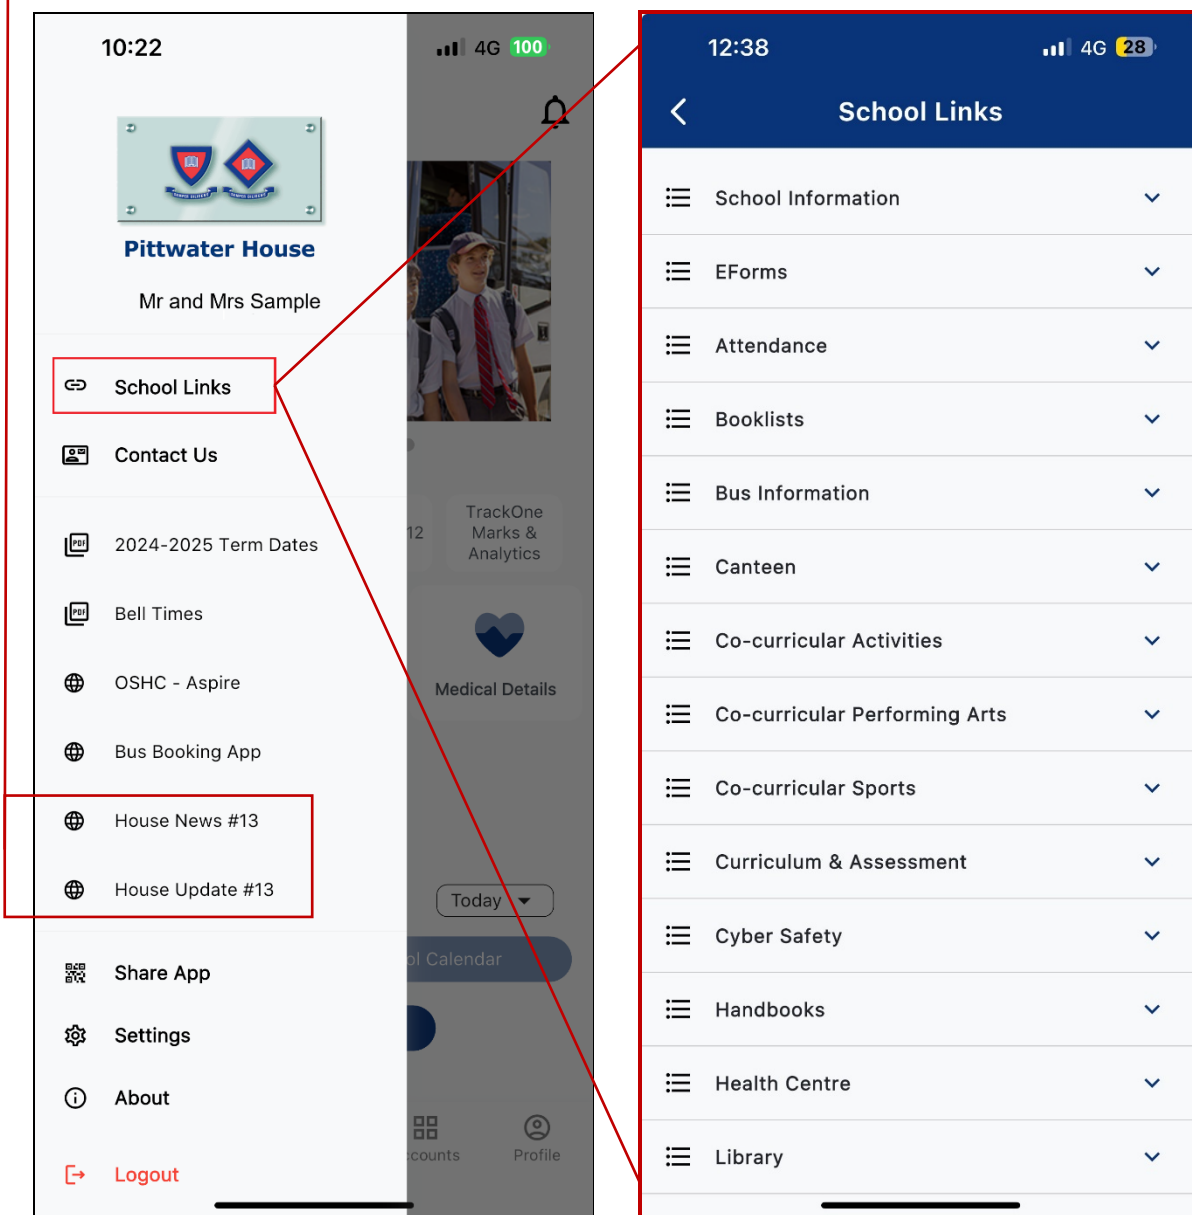 10:22
4G 100
Pittwater House
Mr and Mrs Sample
School Links
Contact Us
2024-2025 Term Dates
Bell Times
OSHC - Aspire
Bus Booking App
House News #13
House Update #13
Share App
Settings
About
Logout
12
TrackOne
Marks &
Analytics
Medical Details
Today
ol Calendar
counts
Profile
12:38
4G 28
School Links
School Information
EForms
Attendance
Booklists
Bus Information
Canteen
Co-curricular Activities
Co-curricular Performing Arts
Co-curricular Sports
Curriculum & Assessment
Cyber Safety
Handbooks
Health Centre
Library